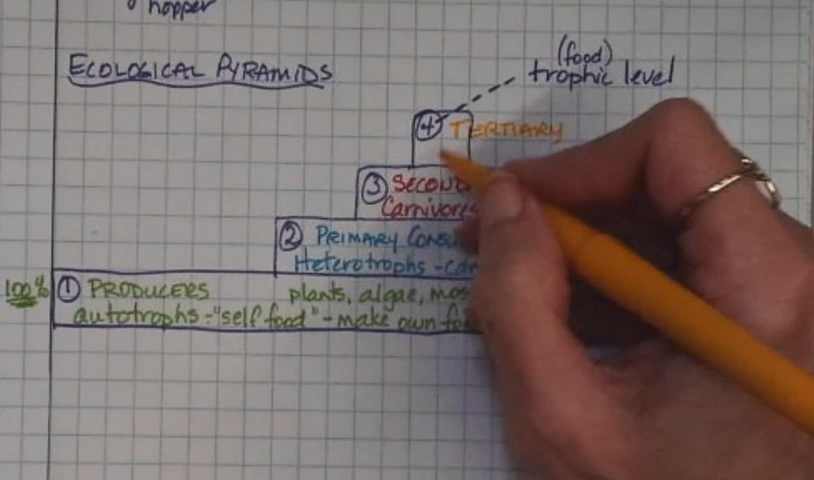 hopper
ECOLOGICAL PYRAMIDS
(food)
trophic level
4 TERTIARY
3 SECOND
Carnivores
2 PRIMARY CONSU
Heterotrophs - can
100% 1 PRODUCERS plants, algae, mos
autotrophs - "self food" - make own fo